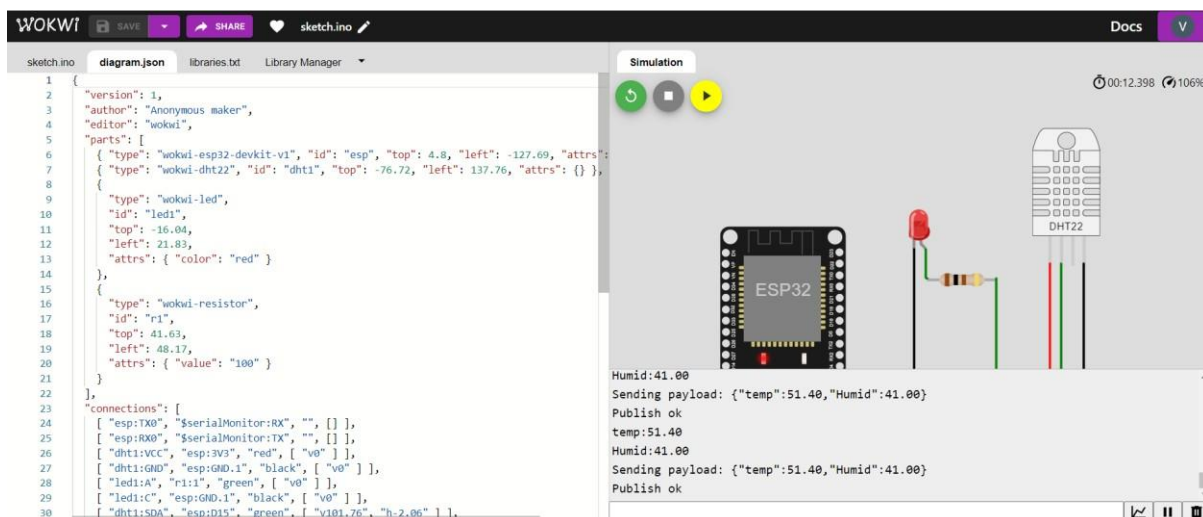 WOKWI SAVE SHARE sketch.ino Docs V
sketch.ino diagram.json libraries.txt Library Manager Simulation
00:12.398 106%
1 {
2 "version": 1,
3 "author": "Anonymous maker",
4 "editor": "wokwi",
5 "parts": [
6 { "type": "wokwi-esp32-devkit-v1", "id": "esp", "top": 4.8, "left": -127.69, "attrs":
7 { "type": "wokwi-dht22", "id": "dht1", "top": -76.72, "left": 137.76, "attrs": {} },
8 {
9 "type": "wokwi-led",
10 "id": "led1",
11 "top": -16.04,
12 "left": 21.83,
13 "attrs": { "color": "red" }
14 },
15 {
16 "type": "wokwi-resistor",
17 "id": "r1",
18 "top": 41.63,
19 "left": 48.17,
20 "attrs": { "value": "100" }
21 }
22 ],
23 "connections": [
24 [ "esp:TX0", "$serialMonitor:RX", "", [] ],
25 [ "esp:RX0", "$serialMonitor:TX", "", [] ],
26 [ "dht1:VCC", "esp:3V3", "red", [ "v0" ] ],
27 [ "dht1:GND", "esp:GND.1", "black", [ "v0" ] ],
28 [ "led1:A", "r1:1", "green", [ "v0" ] ],
29 [ "led1:C", "esp:GND.1", "black", [ "v0" ] ],
30 [ "dht1:SDA", "esp:D15", "green", [ "v101.76", "h-2.06" ] ],
DHT22
ESP32
Humid:41.00
Sending payload: {"temp":51.40,"Humid":41.00}
Publish ok
temp:51.40
Humid:41.00
Sending payload: {"temp":51.40,"Humid":41.00}
Publish ok